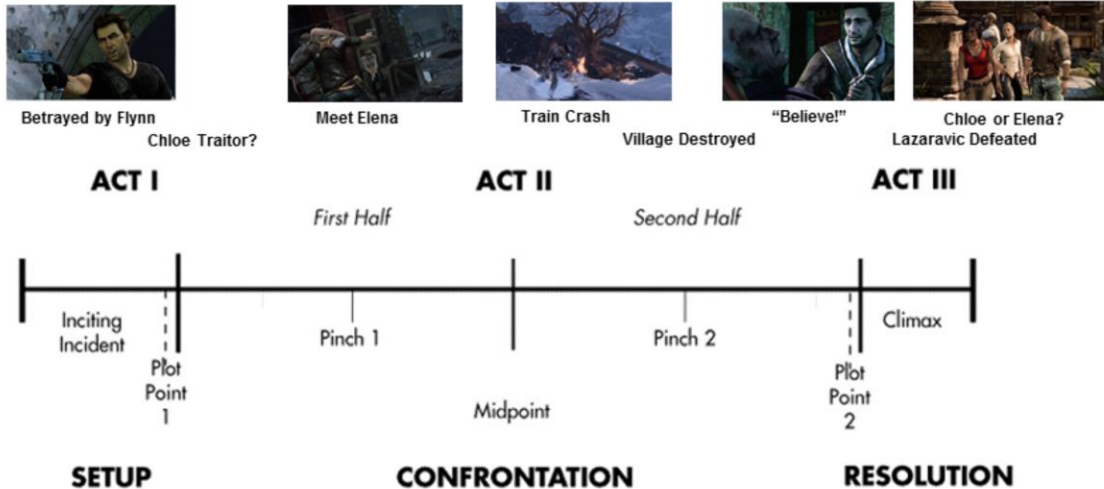 Betrayed by Flynn
Meet Elena
Train Crash
“Believe!”
Chloe or Elena?
Chloe Traitor?
Village Destroyed
Lazaravic Defeated
ACT I
ACT II
ACT III
First Half
Second Half
Inciting
Incident
Pinch 1
Pinch 2
Climax
Plot
Point
1
Midpoint
Plot
Point
2
SETUP
CONFRONTATION
RESOLUTION